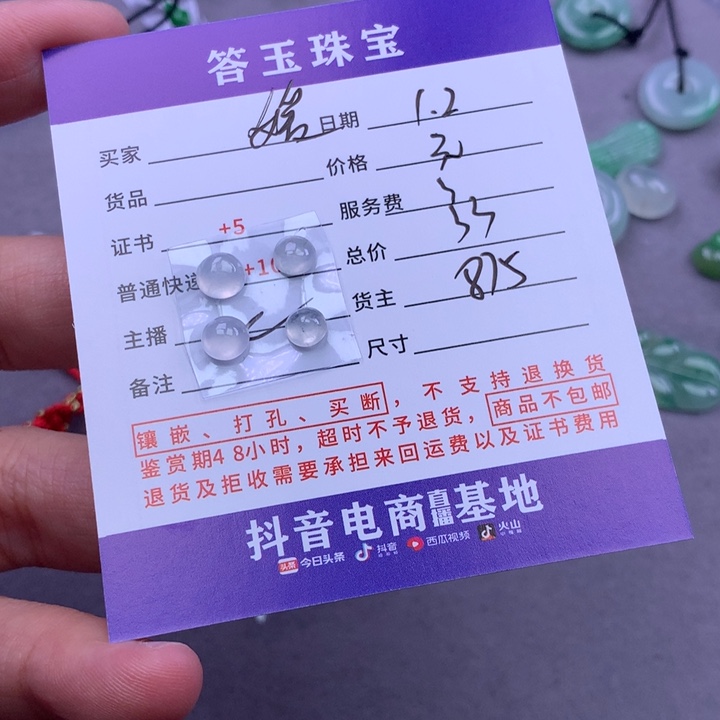 答玉珠宝
买家 日期 1.2
货品 价格
证书 +5 服务费
普通快递 +10 总价 33
主播 货主 815
备注 尺寸
镶嵌、打孔、买断，不支持退换货
鉴赏期48小时，超时不予退货，商品不包邮
退货及拒收需要承担来回运费以及证书费用
抖音电商直播基地
头条 今日头条 抖音 西瓜视频 火山